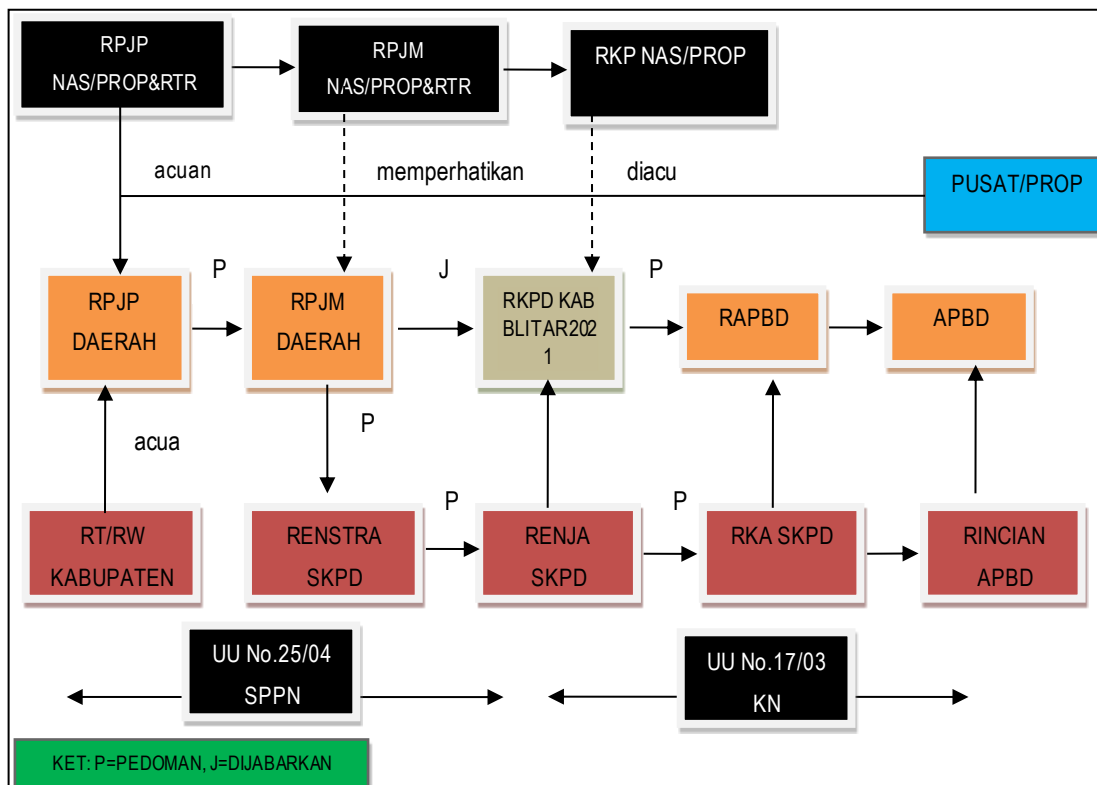 RPJP
NAS/PROP&RTR
RPJM
NAS/PROP&RTR
RKP NAS/PROP
acuan
memperhatikan
diacu
PUSAT/PROP
P
J
P
RPJP
DAERAH
RPJM
DAERAH
RKPD KAB
BLITAR202
1
RAPBD
APBD
P
acua
P
P
RT/RW
KABUPATEN
RENSTRA
SKPD
RENJA
SKPD
RKA SKPD
RINCIAN
APBD
UU No.25/04
SPPN
UU No.17/03
KN
KET: P=PEDOMAN, J=DIJABARKAN